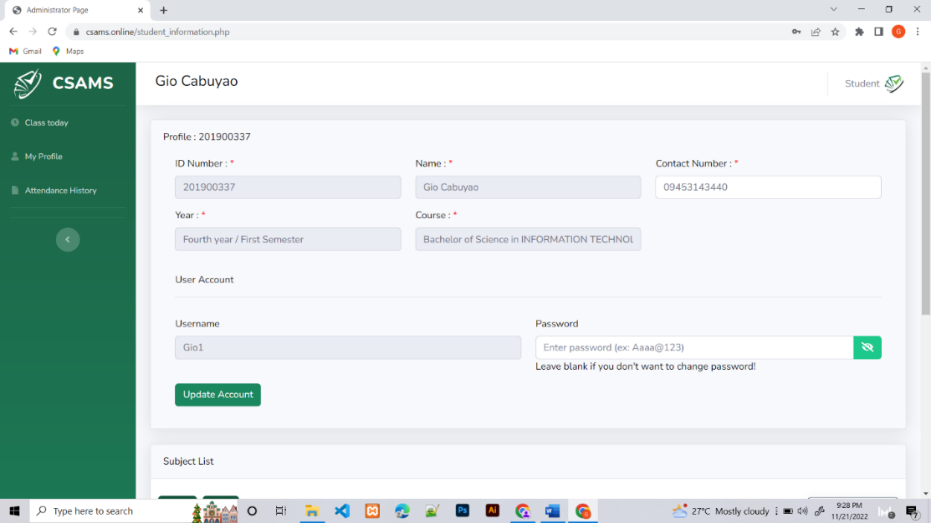 Administrator Page
csams.online/student_information.php
G
Gmail
Maps
CSAMS
Gio Cabuyao
Student
Class today
My Profile
Attendance History
Profile : 201900337
ID Number : *
Name : *
Contact Number : *
201900337
Gio Cabuyao
09453143440
Year : *
Course : *
Fourth year / First Semester
Bachelor of Science in INFORMATION TECHNOL
User Account
Username
Password
Gio1
Enter password (ex: Aaaa@123)
Leave blank if you don't want to change password!
Update Account
Subject List
Type here to search
Ps
Ai
27°C Mostly cloudy
9:28 PM
11/21/2022